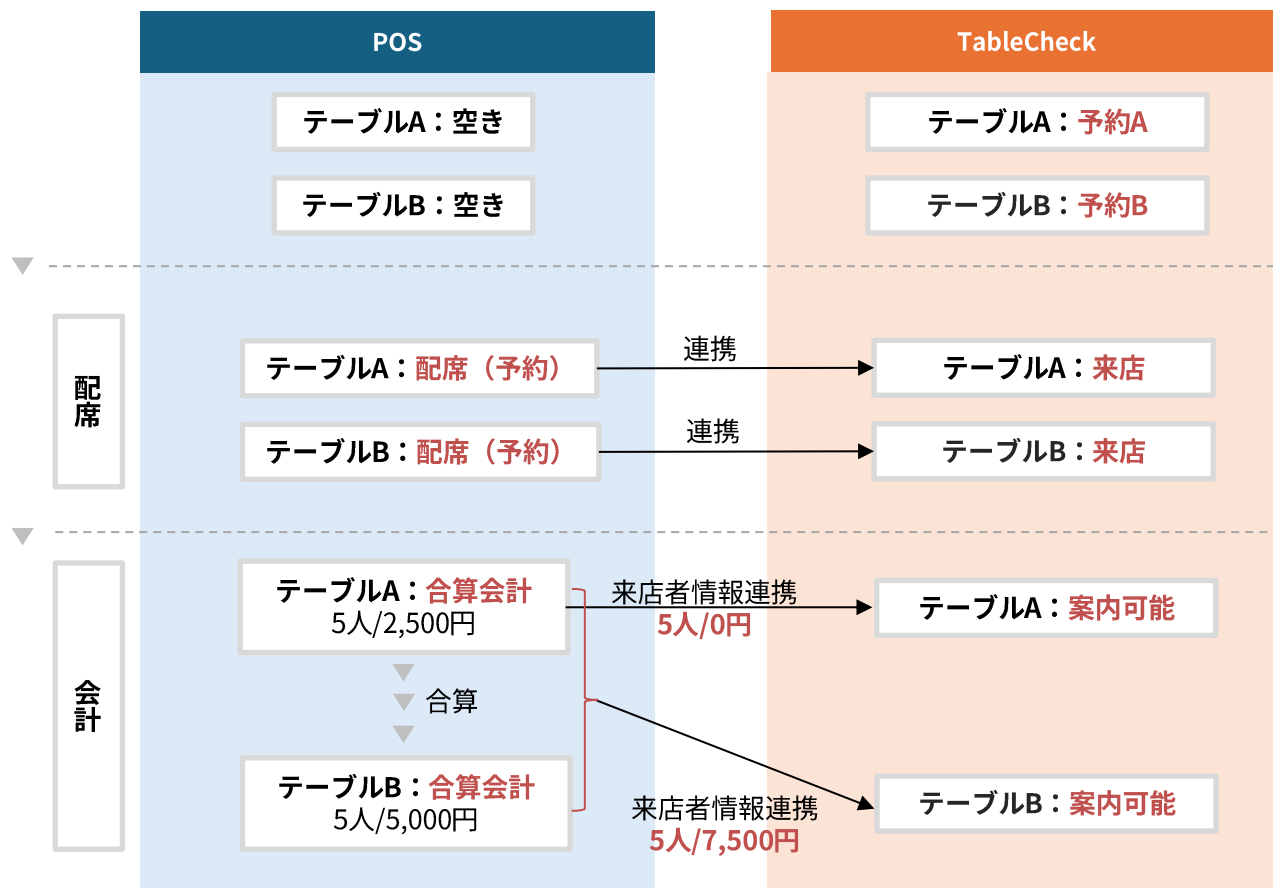 POS
TableCheck
テーブルA：空き
テーブルA：予約A
テーブルB：空き
テーブルB：予約B
配席
テーブルA：配席（予約）
連携
テーブルA：来店
テーブルB：配席（予約）
連携
テーブルB：来店
会計
テーブルA：合算会計
5人/2,500円
来店者情報連携
5人/0円
テーブルA：案内可能
合算
テーブルB：合算会計
5人/5,000円
来店者情報連携
5人/7,500円
テーブルB：案内可能